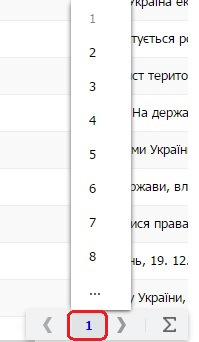 1
Україна ек
2
тується ро
3
ст терито
4
На держа
5
ми Україн
6
ржави, вл
7
ися права
8
нь, 19. 12.
...
у України,
❮ 1 ❯ Σ